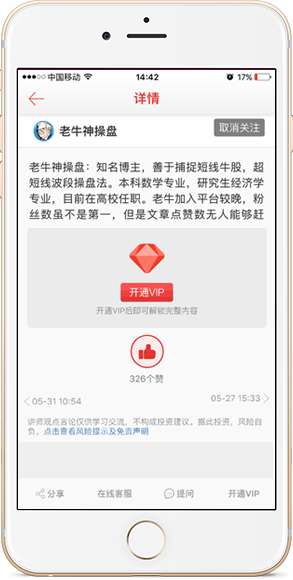 中国移动 14:42 17%
详情
老牛神操盘 取消关注
老牛神操盘：知名博主，善于捕捉短线牛股，超
短线波段操盘法。本科数学专业，研究生经济学
专业，目前在高校任职。老牛加入平台较晚，粉
丝数虽不是第一，但是文章点赞数无人能够赶
开通VIP
开通VIP后即可解锁完整内容
326个赞
05-31 10:54 05-27 15:33
讲师观点言论仅供学习交流，不构成投资建议。据此投资，风险自
负。点击查看风险提示及免责声明
分享 在线客服 提问 开通VIP